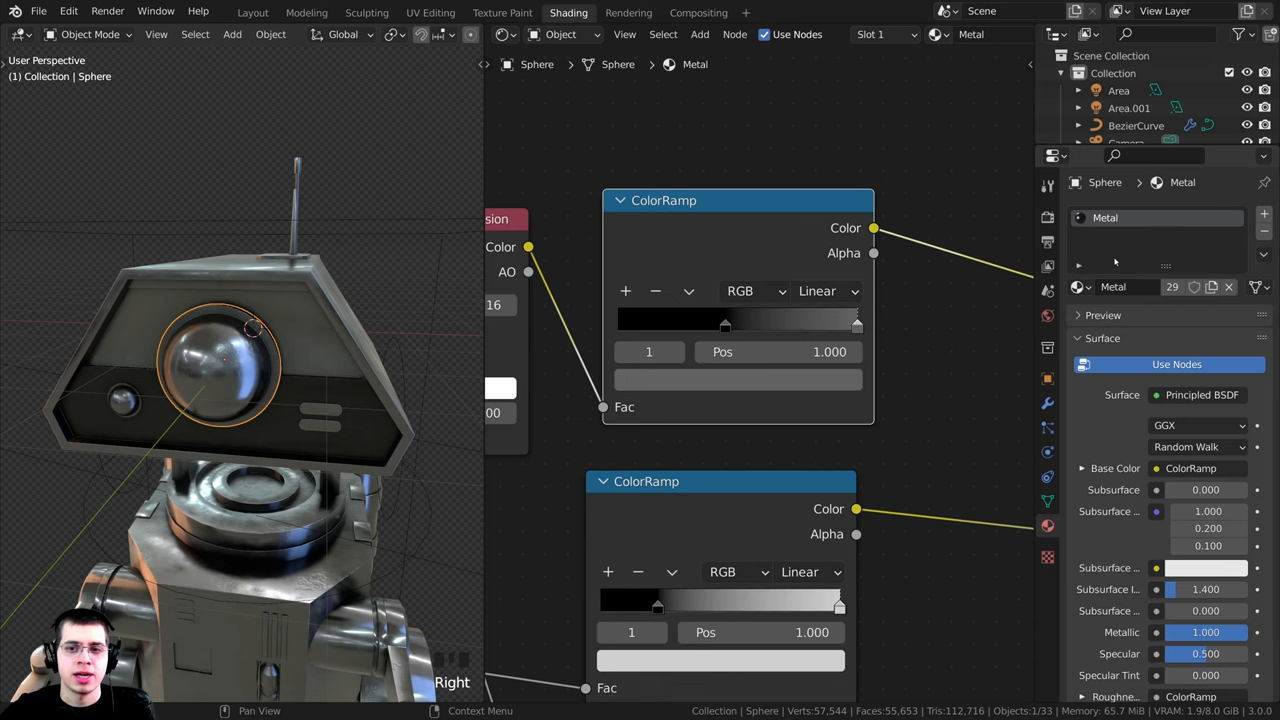 File Edit Render Window Help Layout Modeling Sculpting UV Editing Texture Paint Shading Rendering Compositing + Scene View Layer
Object Mode View Select Add Object Global Object View Select Add Node Use Nodes Slot 1 Metal
User Perspective
(1) Collection | Sphere
Sphere Sphere Metal
Scene Collection
Collection
Area
Area.001
BezierCurve
Sphere Metal
Metal
Metal 29
Preview
Surface
Use Nodes
Surface Principled BSDF
GGX
Random Walk
Base Color ColorRamp
Subsurface 0.000
Subsurface ... 1.000
0.200
0.100
Subsurface ...
Subsurface I... 1.400
Subsurface ... 0.000
Metallic 1.000
Specular 0.500
Specular Tint 0.000
Roughne... ColorRamp
sion
Color
AO
16
00
ColorRamp
Color
Alpha
RGB Linear
1 Pos 1.000
Fac
ColorRamp
Color
Alpha
RGB Linear
1 Pos 1.000
Fac
Right
Pan View Context Menu Collection | Sphere | Verts:57,544 | Faces:55,653 | Tris:112,716 | Objects:1/33 | Memory: 65.7 MiB | VRAM: 1.9/8.0 GiB | 3.0.0